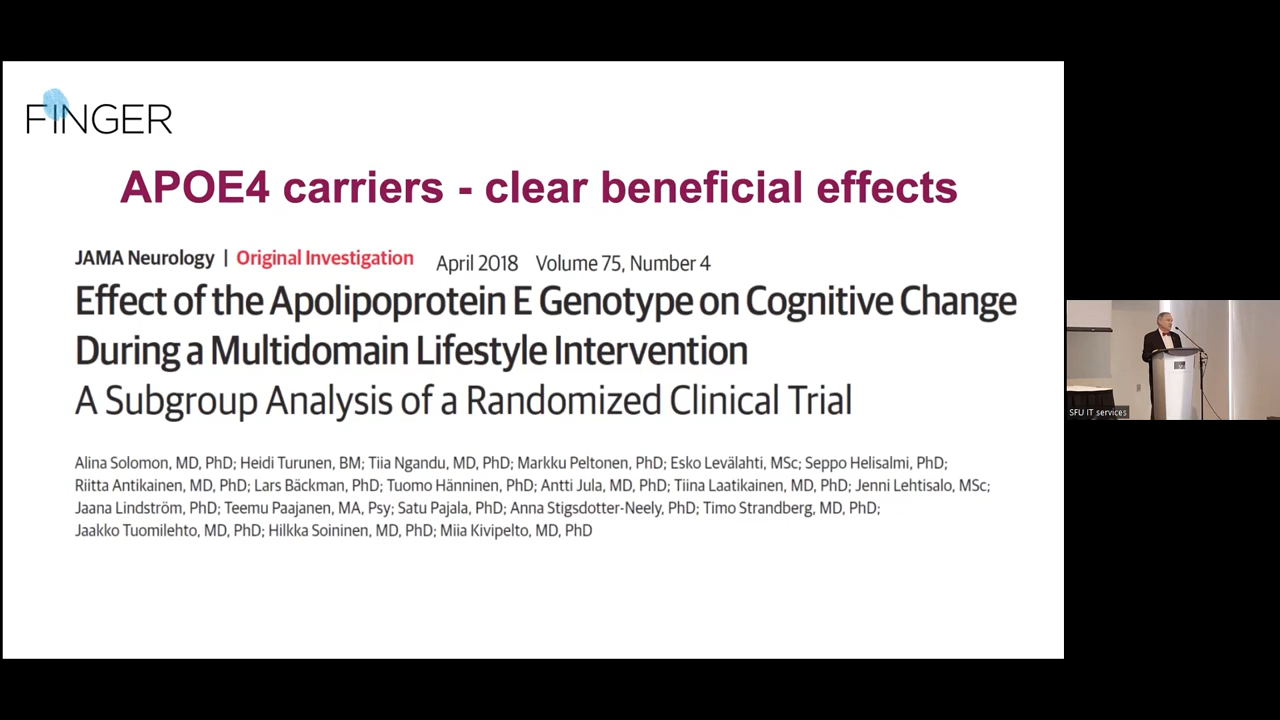 FINGER
APOE4 carriers - clear beneficial effects
JAMA Neurology | Original Investigation April 2018 Volume 75, Number 4
Effect of the Apolipoprotein E Genotype on Cognitive Change
During a Multidomain Lifestyle Intervention
A Subgroup Analysis of a Randomized Clinical Trial
Alina Solomon, MD, PhD; Heidi Turunen, BM; Tiia Ngandu, MD, PhD; Markku Peltonen, PhD; Esko Levälahti, MSc; Seppo Helisalmi, PhD;
Riitta Antikainen, MD, PhD; Lars Bäckman, PhD; Tuomo Hänninen, PhD; Antti Jula, MD, PhD; Tiina Laatikainen, MD, PhD; Jenni Lehtisalo, MSc;
Jaana Lindström, PhD; Teemu Paajanen, MA, Psy; Satu Pajala, PhD; Anna Stigsdotter-Neely, PhD; Timo Strandberg, MD, PhD;
Jaakko Tuomilehto, MD, PhD; Hilkka Soininen, MD, PhD; Miia Kivipelto, MD, PhD
SFU IT services